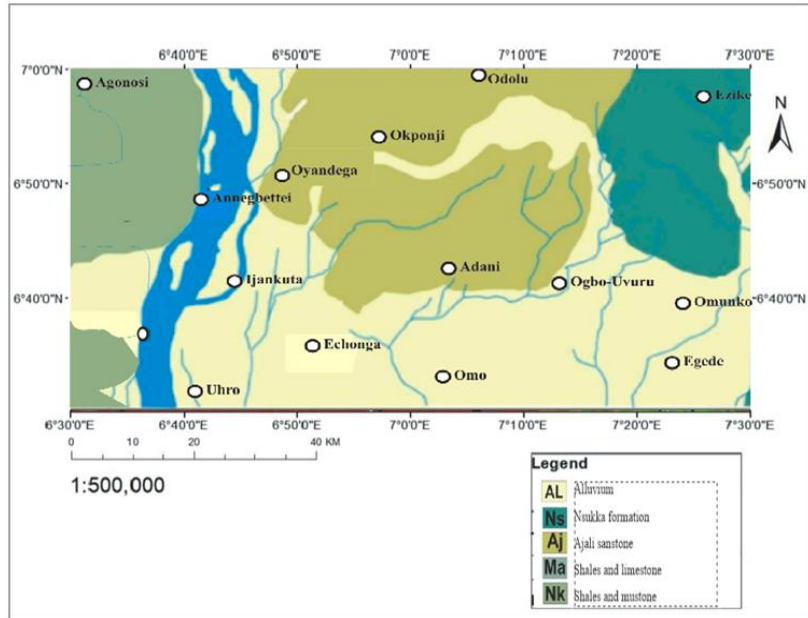 6°40'0"E 6°50'0"E 7°0'0"E 7°10'0"E 7°20'0"E 7°30'0"E
7°0'0"N
Agonosi
Odolu
Ezike
N
Okponji
Oyandega
6°50'0"N 6°50'0"N
Annegbettei
Adani
Ijankuta
Ogbo-Uvuru
6°40'0"N 6°40'0"N
Omunko
Echonga
Egede
Omo
Uhro
6°30'0"E 6°40'0"E 6°50'0"E 7°0'0"E 7°10'0"E 7°20'0"E 7°30'0"E
0 10 20 40 KM
1:500,000
Legend
AL Alluvium
Ns Nsukka formation
Aj Ajali sanstone
Ma Shales and limestone
Nk Shales and mustone